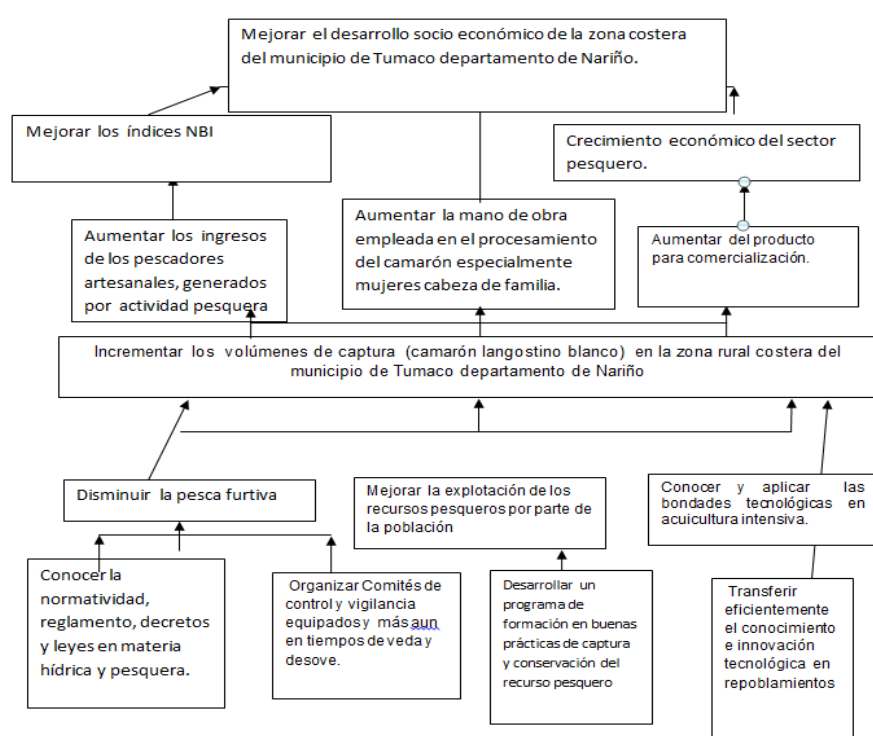 Mejorar el desarrollo socio económico de la zona costera
del municipio de Tumaco departamento de Nariño.
Mejorar los índices NBI
Crecimiento económico del sector
pesquero.
Aumentar los ingresos
de los pescadores
artesanales, generados
por actividad pesquera
Aumentar la mano de obra
empleada en el procesamiento
del camarón especialmente
mujeres cabeza de familia.
Aumentar del producto
para comercialización.
Incrementar los volúmenes de captura (camarón langostino blanco) en la zona rural costera del
municipio de Tumaco departamento de Nariño
Disminuir la pesca furtiva
Mejorar la explotación de los
recursos pesqueros por parte de
la población
Conocer y aplicar las
bondades tecnológicas en
acuicultura intensiva.
Conocer la
normatividad,
reglamento, decretos
y leyes en materia
hídrica y pesquera.
Organizar Comités de
control y vigilancia
equipados y más aun
en tiempos de veda y
desove.
Desarrollar un
programa de
formación en buenas
prácticas de captura
y conservación del
recurso pesquero
Transferir
eficientemente
el conocimiento
e innovación
tecnológica en
repoblamientos